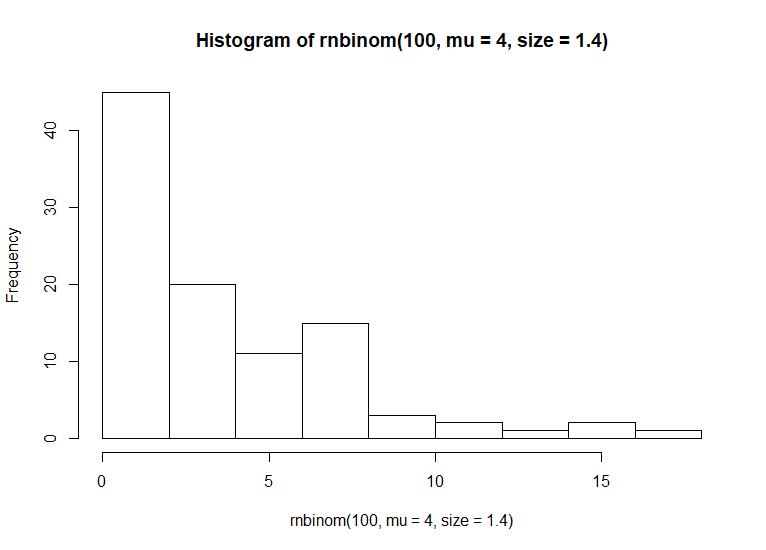 Histogram of rnbinom(100, mu = 4, size = 1.4)
Frequency
40
30
20
10
0
0 5 10 15
rnbinom(100, mu = 4, size = 1.4)